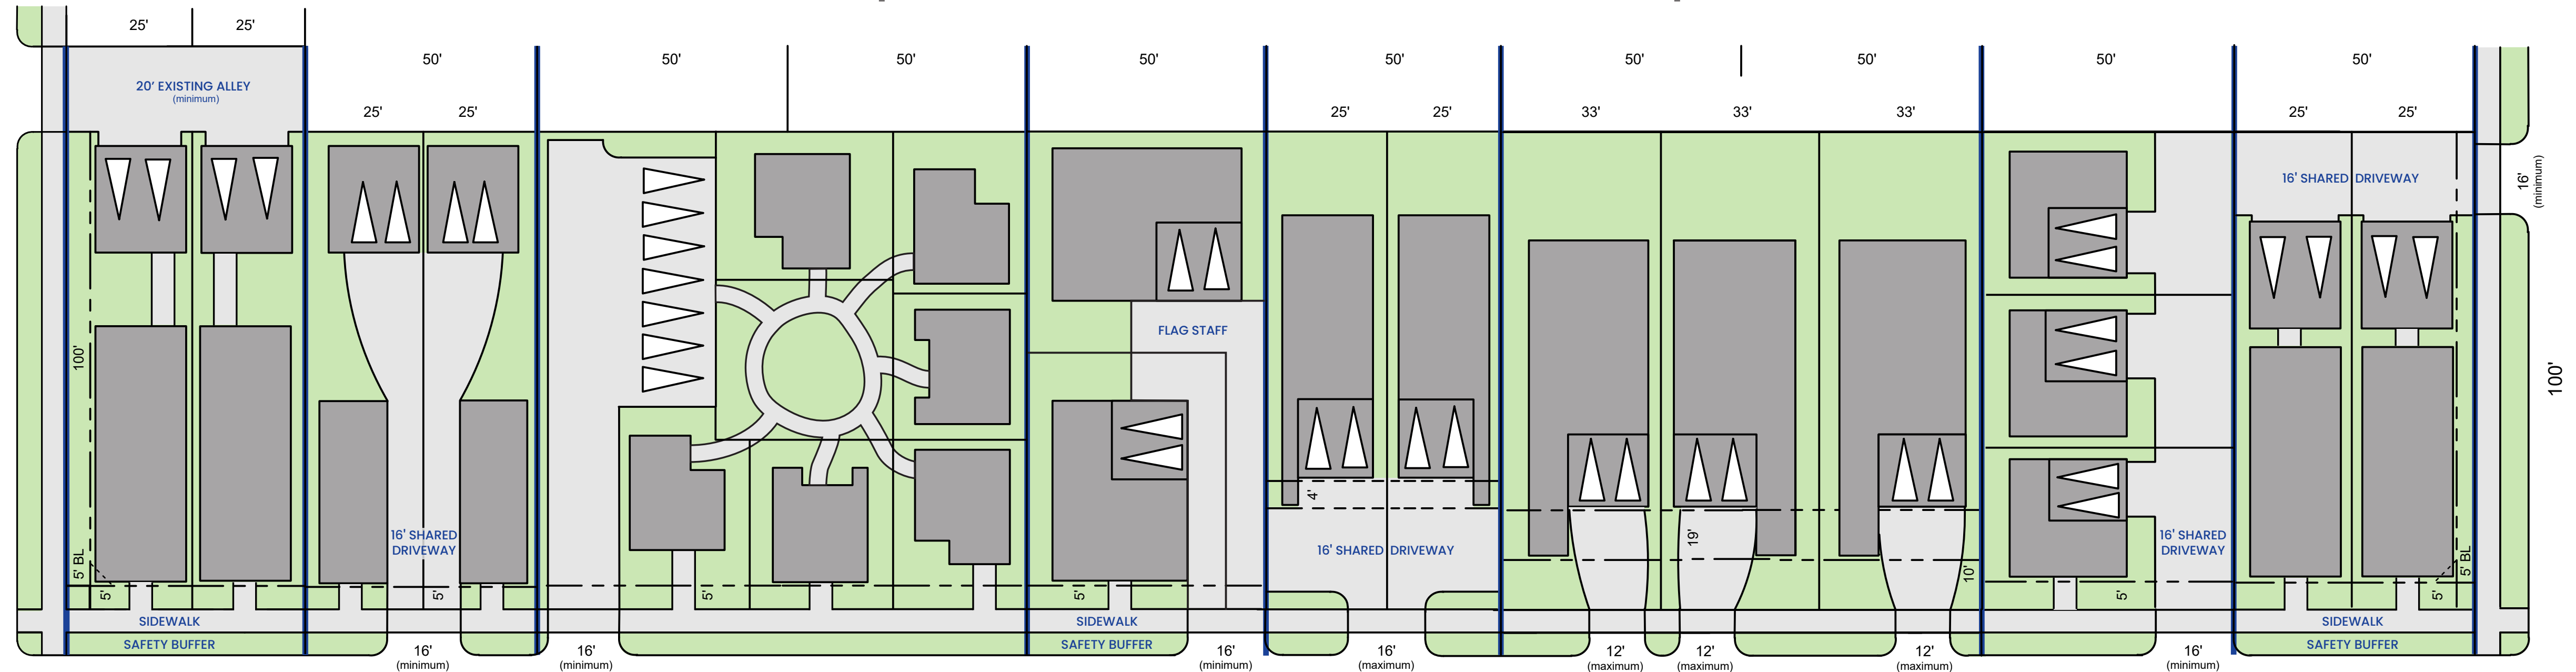 25'
25'
50'
50'
50'
50'
50'
50'
50'
50'
50'
20' EXISTING ALLEY
(minimum)
25'
25'
25'
25'
33'
33'
33'
25'
25'
16' SHARED DRIVEWAY
16'
(minimum)
FLAG STAFF
100'
100'
4'
19'
16' SHARED
DRIVEWAY
16' SHARED DRIVEWAY
16' SHARED
DRIVEWAY
5' BL
5' BL
10'
5'
5'
5'
5'
5'
5'
SIDEWALK
SIDEWALK
SIDEWALK
SAFETY BUFFER
SAFETY BUFFER
SAFETY BUFFER
16'
(minimum)
16'
(minimum)
16'
(minimum)
16'
(maximum)
12'
(maximum)
12'
(maximum)
12'
(maximum)
16'
(minimum)